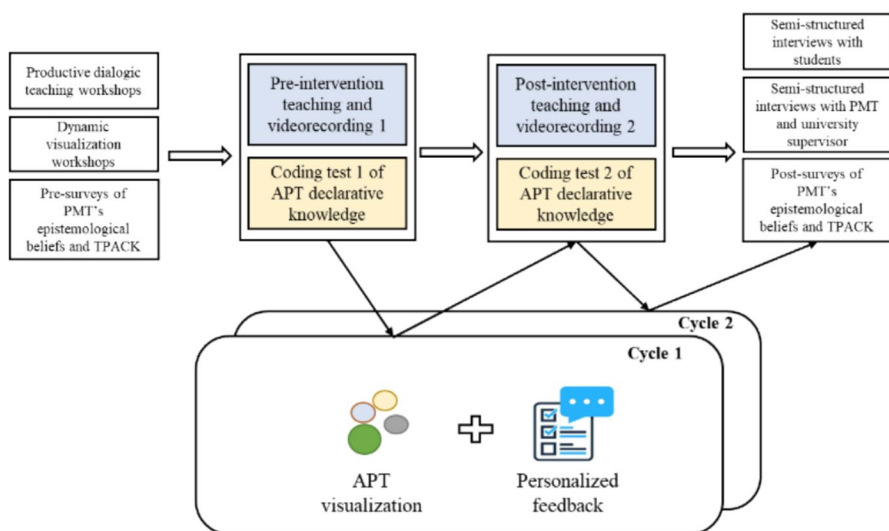 Productive dialogic
teaching workshops
Dynamic
visualization
workshops
Pre-surveys of
PMT's
epistemological
beliefs and TPACK
Pre-intervention
teaching and
videorecording 1
Coding test 1 of
APT declarative
knowledge
Post-intervention
teaching and
videorecording 2
Coding test 2 of
APT declarative
knowledge
Semi-structured
interviews with
students
Semi-structured
interviews with PMT
and university
supervisor
Post-surveys of
PMT's
epistemological
beliefs and TPACK
Cycle 2
Cycle 1
APT
visualization
Personalized
feedback